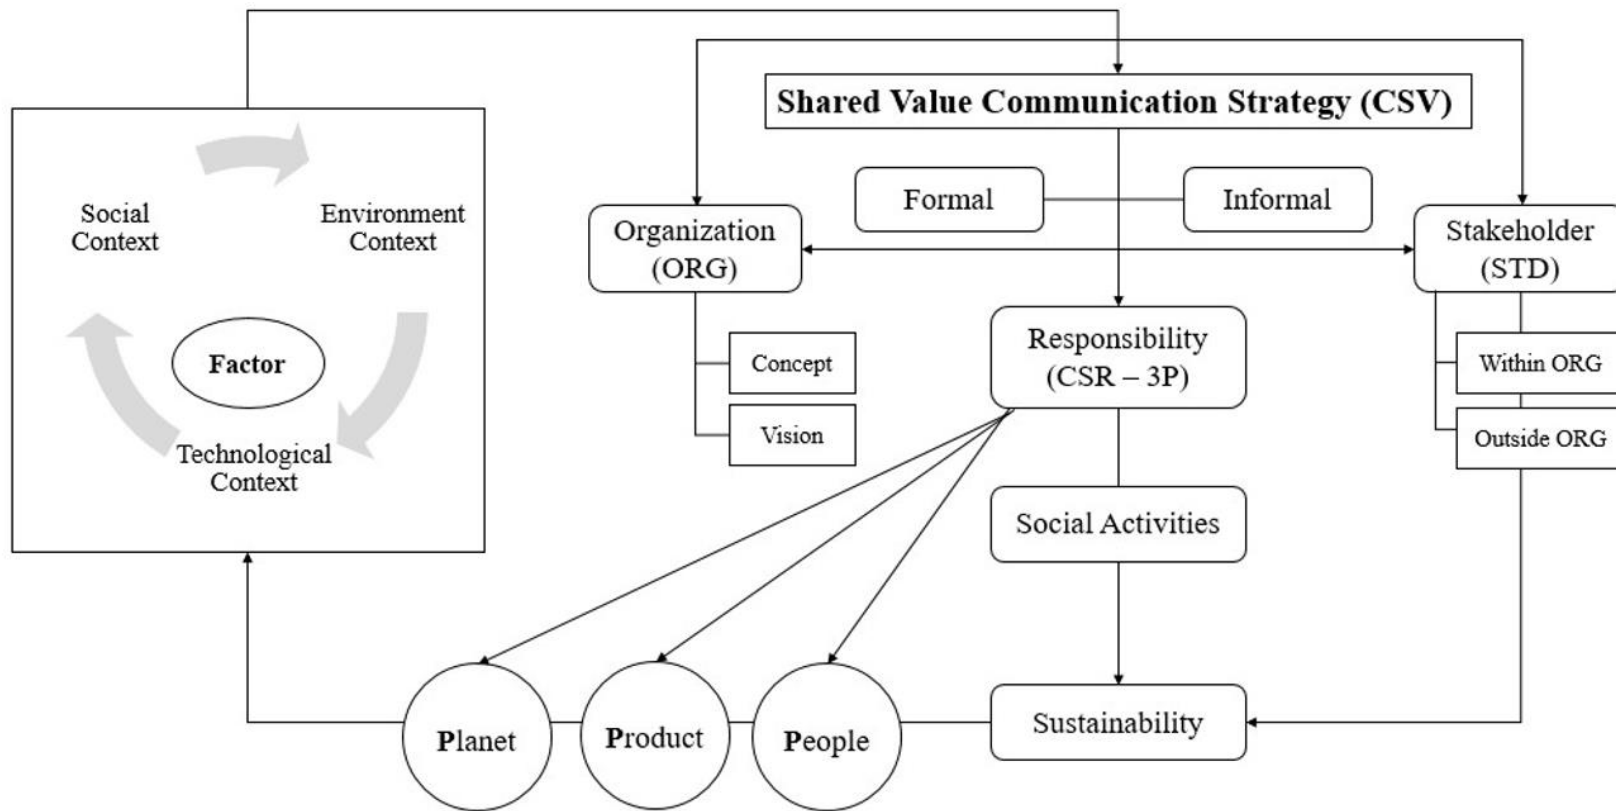 Shared Value Communication Strategy (CSV)
Social
Context
Environment
Context
Factor
Technological
Context
Formal
Informal
Organization
(ORG)
Stakeholder
(STD)
Concept
Vision
Responsibility
(CSR – 3P)
Within ORG
Outside ORG
Social Activities
Planet
Product
People
Sustainability